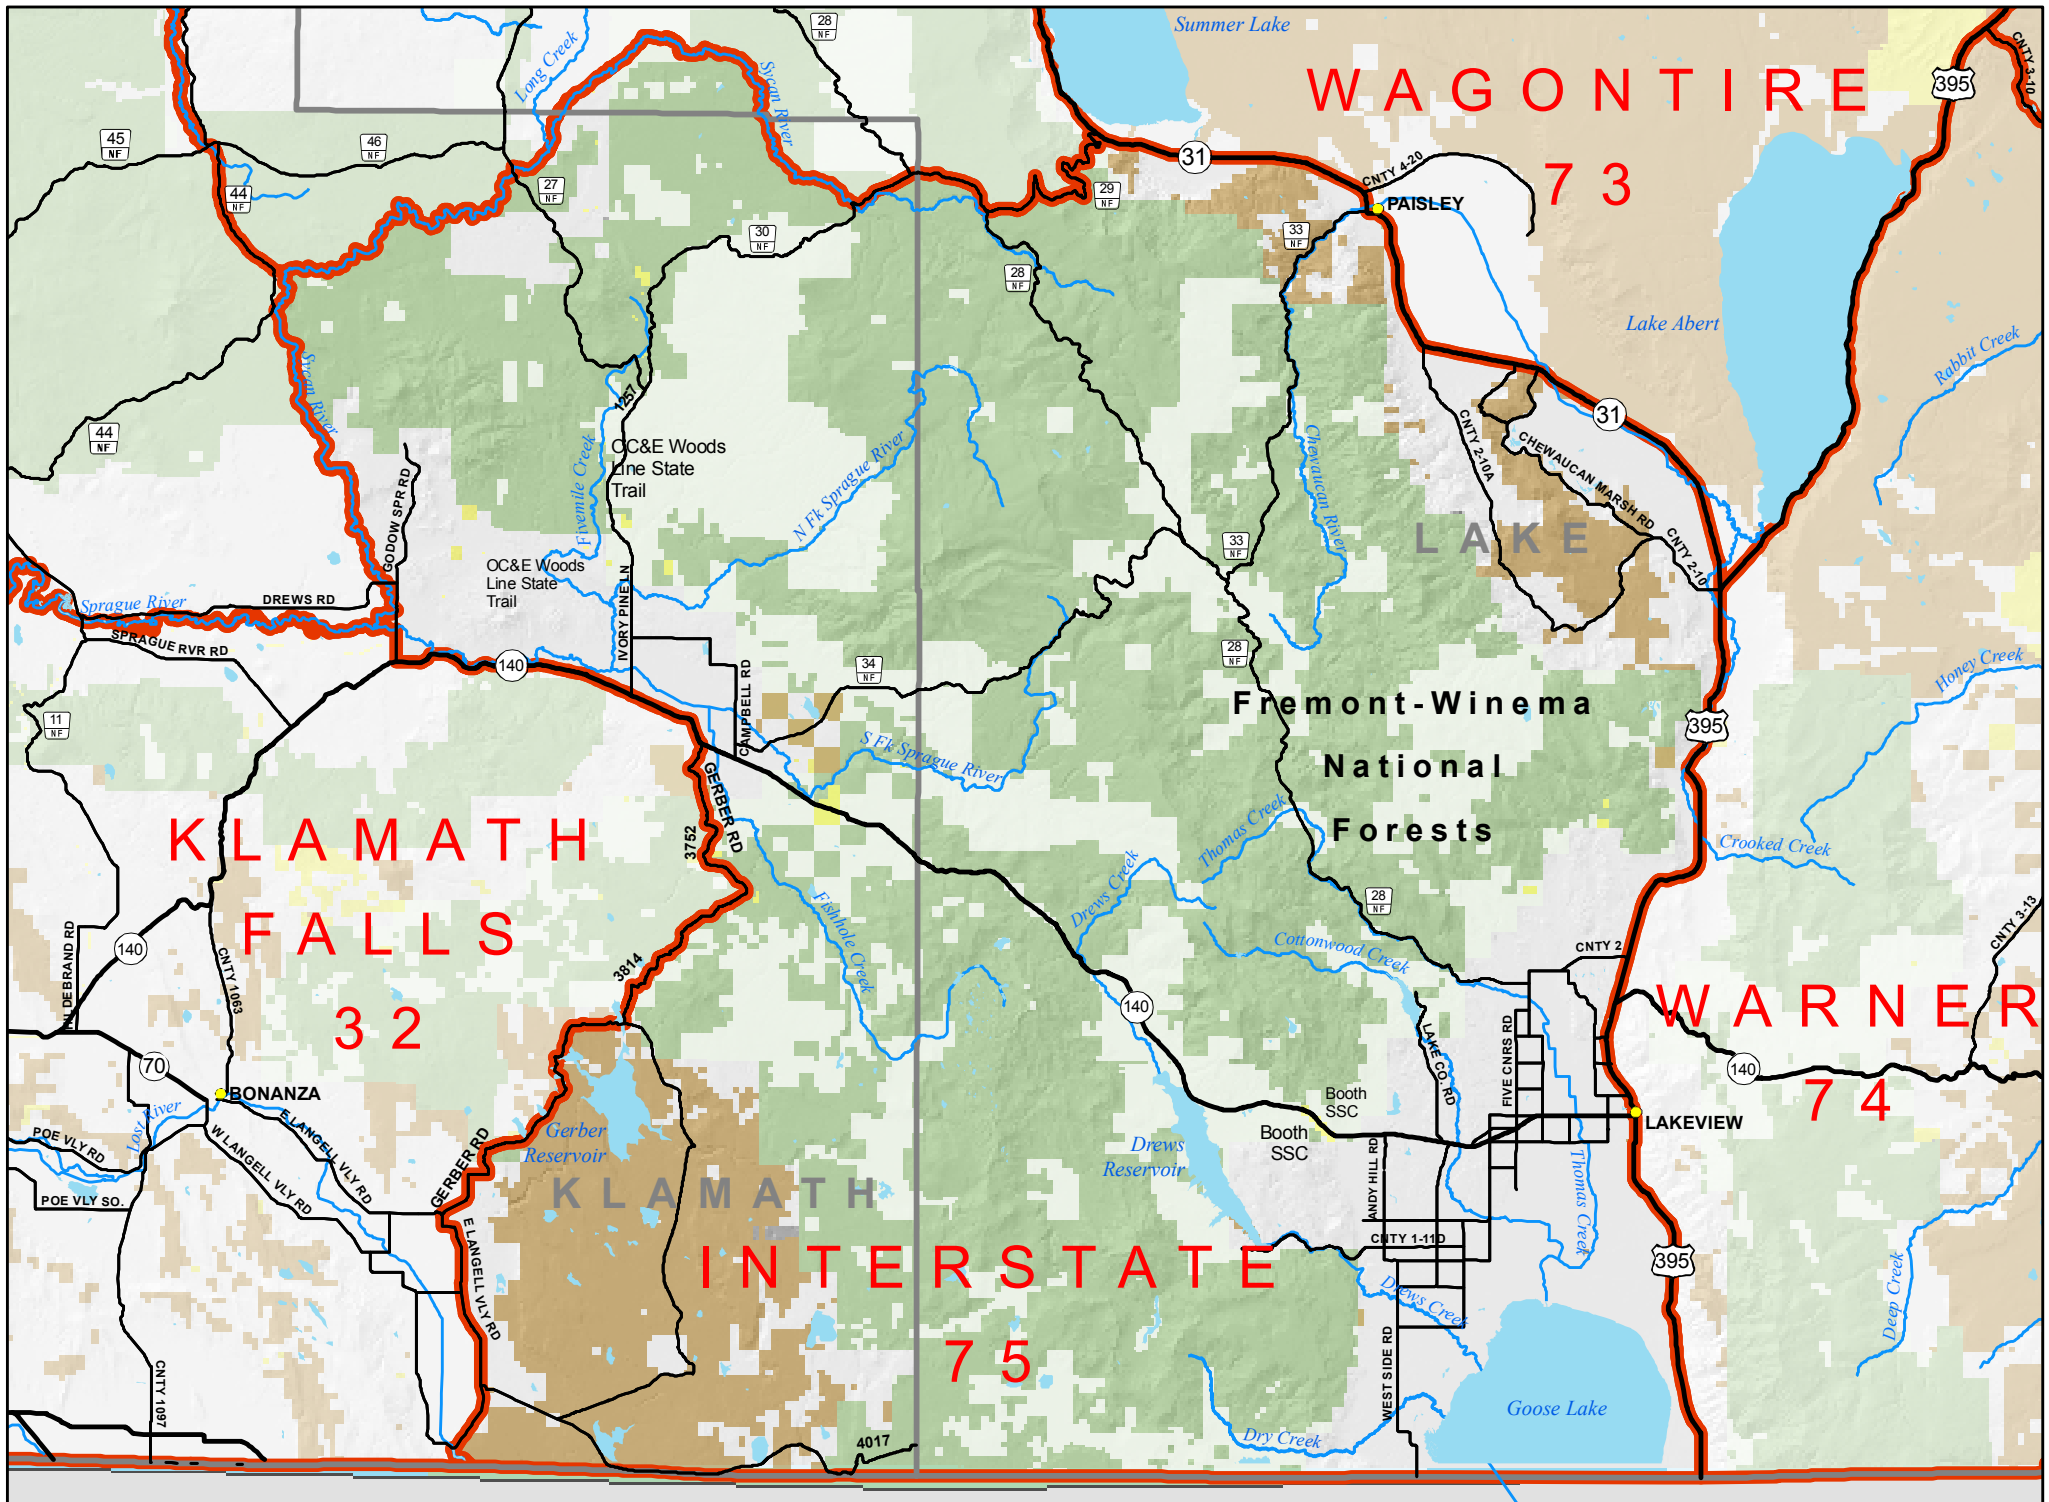 28
NF
Summer Lake
Long Creek
Sycan River
WAGONTIRE
73
395
CNTY 3-10
45
NF
46
NF
44
NF
27
NF
29
NF
31
CNTY 4-20
PAISLEY
33
NF
30
NF
28
NF
Lake Abert
Rabbit Creek
Sycan River
1257
44
NF
GODOW SPR RD
Fivemile Creek
OC&E Woods
Line State
Trail
N Fk Sprague River
Chewaucan River
CNTY 2-10A
31
CHEWAUCAN MARSH RD
LAKE
CNTY 2-10
33
NF
OC&E Woods
Line State
Trail
Sprague River
DREWS RD
SPRAGUE RVR RD
IVORY PINE LN
140
CAMPBELL RD
34
NF
28
NF
Honey Creek
11
NF
Fremont-Winema
National
Forests
395
S Fk Sprague River
GERBER RD
3752
KLAMATH
FALLS
32
Thomas Creek
Drews Creek
Crooked Creek
Fishhole Creek
28
NF
HILDEBRAND RD
140
CNTY 1063
3814
Cottonwood Creek
CNTY 2
CNTY 3-13
WARNER
74
140
140
LAKE CO. RD
FIVE CNRS RD
70
BONANZA
Lost River
E LANGELL VLY RD
W LANGELL VLY RD
POE VLY RD
POE VLY SO.
GERBER RD
Gerber
Reservoir
Booth
SSC
Booth
SSC
LAKEVIEW
Drews
Reservoir
ANDY HILL RD
Thomas Creek
KLAMATH
E LANGELL VLY RD
INTERSTATE
75
CNTY 1-11D
395
Drews Creek
Deep Creek
WEST SIDE RD
CNTY 1097
Goose Lake
Dry Creek
4017